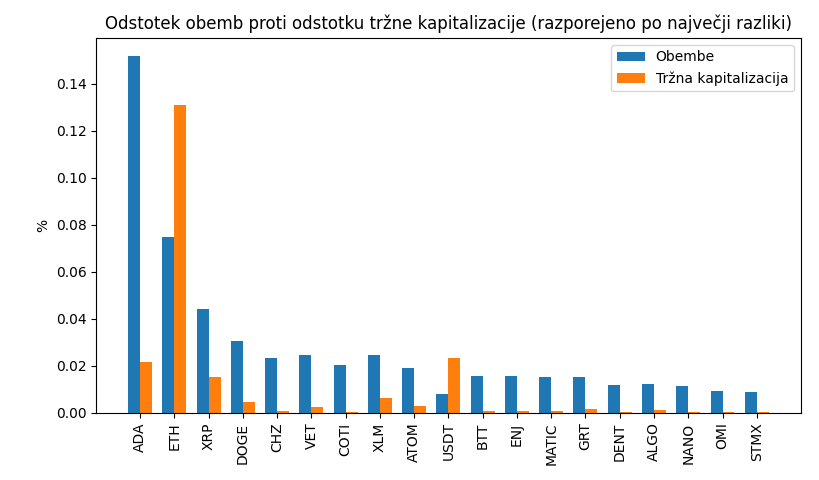 Odstotek obemb proti odstotku tržne kapitalizacije (razporejeno po največji razliki)
Obembe
Tržna kapitalizacija
%
0.14
0.12
0.10
0.08
0.06
0.04
0.02
0.00
ADA
ETH
XRP
DOGE
CHZ
VET
COTI
XLM
ATOM
USDT
BTT
ENJ
MATIC
GRT
DENT
ALGO
NANO
OMI
STMX